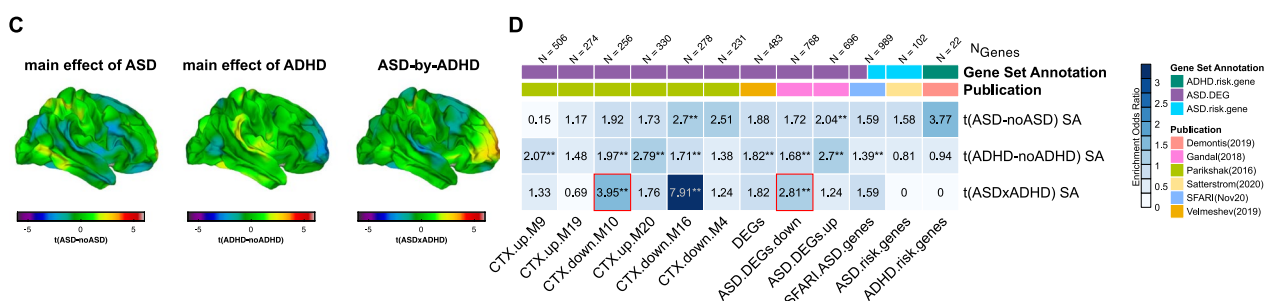 C
main effect of ASD
main effect of ADHD
ASD-by-ADHD
-5 0 5
t(ASD-noASD)
-5 0 5
t(ADHD-noADHD)
-5 0 5
t(ASDxADHD)
D
N = 506
N = 274
N = 256
N = 330
N = 278
N = 231
N = 483
N = 768
N = 696
N = 989
N = 102
N = 22
NGenes
Gene Set Annotation
Publication
0.15 1.17 1.92 1.73 2.7** 2.51 1.88 1.72 2.04** 1.59 1.58 3.77 t(ASD-noASD) SA
2.07** 1.48 1.97** 2.79** 1.71** 1.38 1.82** 1.68** 2.7** 1.39** 0.81 0.94 t(ADHD-noADHD) SA
1.33 0.69 3.95** 1.76 7.91** 1.24 1.82 2.81** 1.24 1.59 0 0 t(ASDxADHD) SA
CTX.up.M9
CTX.up.M19
CTX.down.M10
CTX.up.M20
CTX.down.M16
CTX.down.M4
DEGs
ASD.DEGs.down
ASD.DEGs.up
SFARI.ASD.genes
ASD.risk.genes
ADHD.risk.genes
Enrichment Odds Ratio
3
2.5
2
1.5
1
0.5
0
Gene Set Annotation
ADHD.risk.gene
ASD.DEG
ASD.risk.gene
Publication
Demontis(2019)
Gandal(2018)
Parikshak(2016)
Satterstrom(2020)
SFARI(Nov20)
Velmeshev(2019)